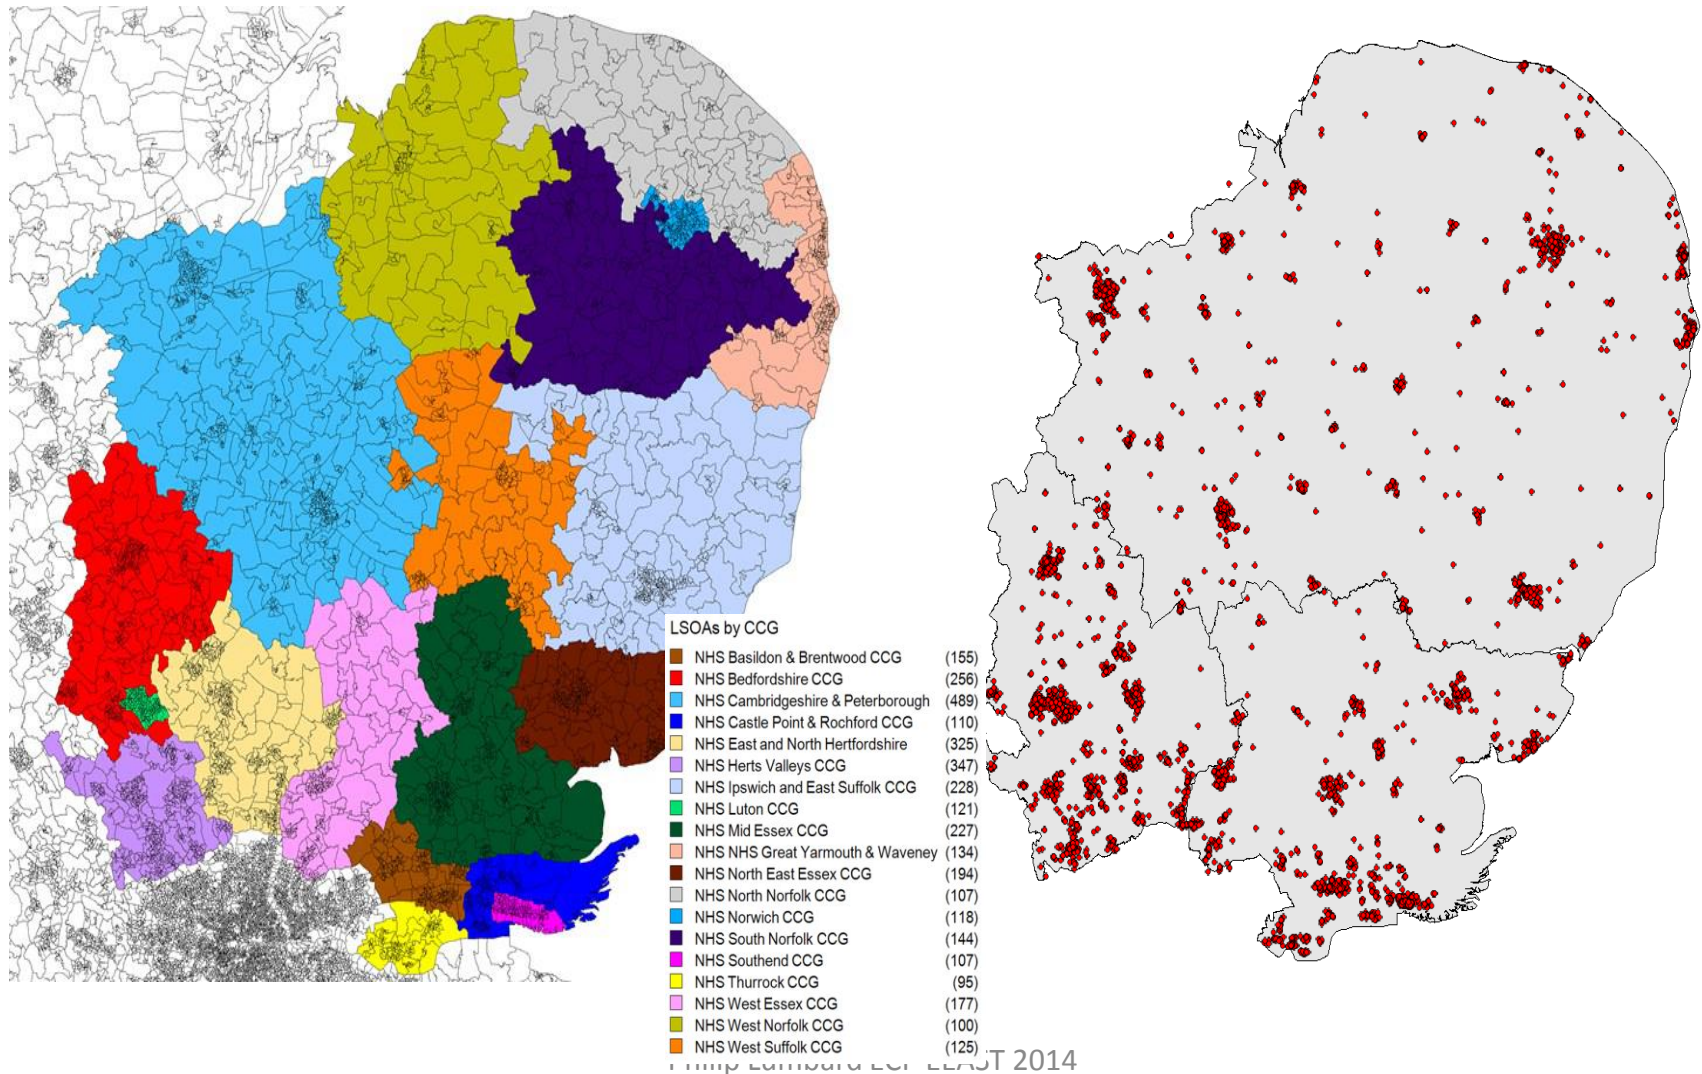 LSOAs by CCG
NHS Basildon & Brentwood CCG (155)
NHS Bedfordshire CCG (256)
NHS Cambridgeshire & Peterborough (489)
NHS Castle Point & Rochford CCG (110)
NHS East and North Hertfordshire (325)
NHS Herts Valleys CCG (347)
NHS Ipswich and East Suffolk CCG (228)
NHS Luton CCG (121)
NHS Mid Essex CCG (227)
NHS NHS Great Yarmouth & Waveney (134)
NHS North East Essex CCG (194)
NHS North Norfolk CCG (107)
NHS Norwich CCG (118)
NHS South Norfolk CCG (144)
NHS Southend CCG (107)
NHS Thurrock CCG (95)
NHS West Essex CCG (177)
NHS West Norfolk CCG (100)
NHS West Suffolk CCG (125)
2014